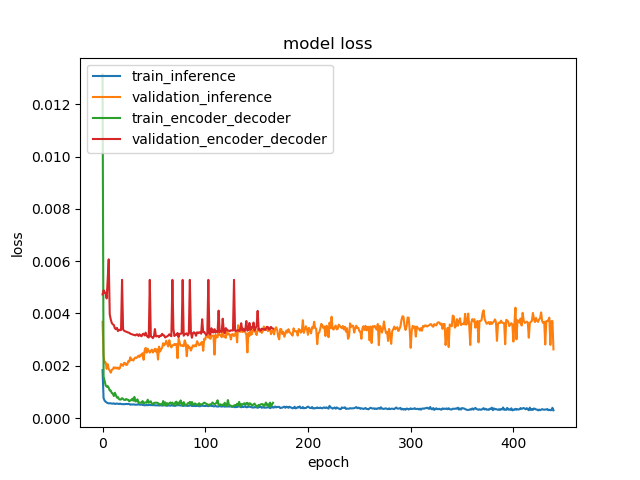 model loss
train_inference
validation_inference
train_encoder_decoder
validation_encoder_decoder
0.012
0.010
0.008
0.006
0.004
0.002
0.000
loss
0 100 200 300 400
epoch